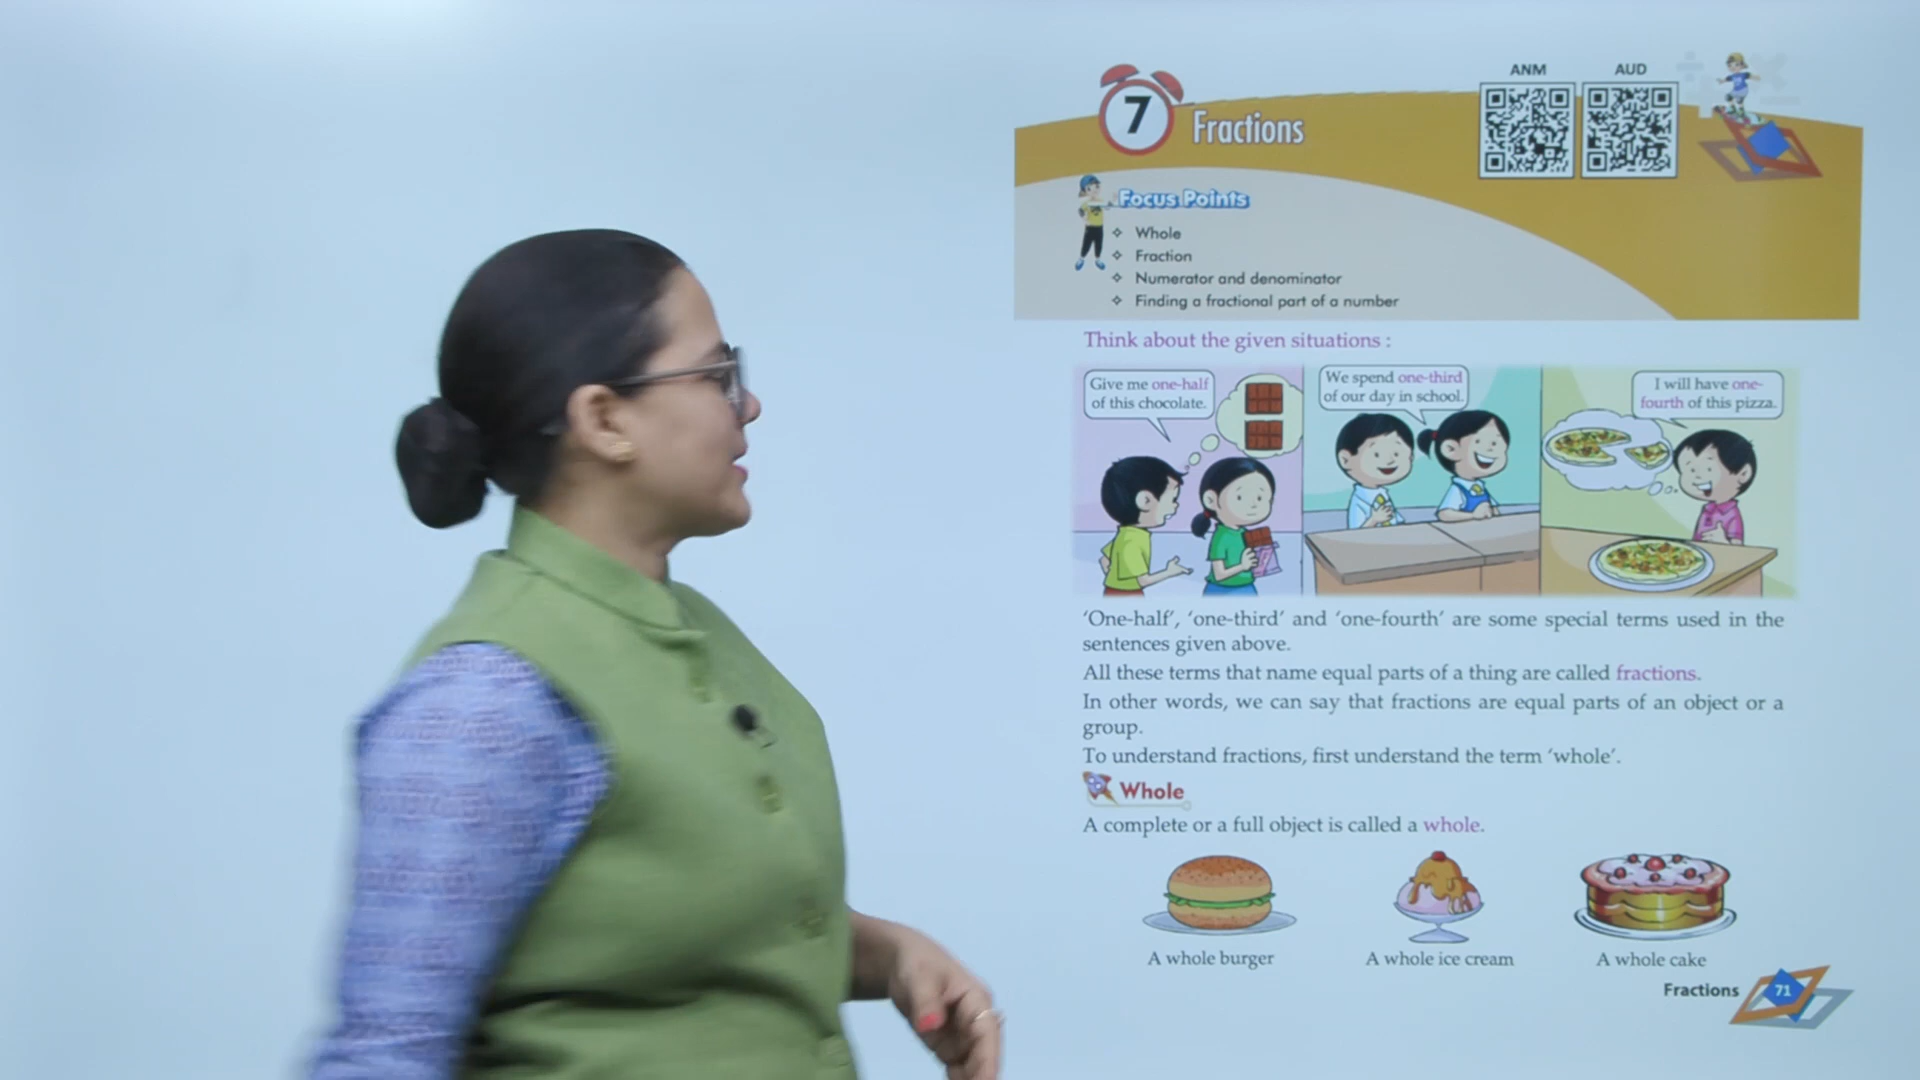 ANM
AUD
7
Fractions
Focus Points
Whole
Fraction
Numerator and denominator
Finding a fractional part of a number
Think about the given situations :
Give me one-half
of this chocolate.
We spend one-third
of our day in school.
I will have one-
fourth of this pizza.
‘One-half’, ‘one-third’ and ‘one-fourth’ are some special terms used in the
sentences given above.
All these terms that name equal parts of a thing are called fractions.
In other words, we can say that fractions are equal parts of an object or a
group.
To understand fractions, first understand the term ‘whole’.
Whole
A complete or a full object is called a whole.
A whole burger
A whole ice cream
A whole cake
Fractions
71